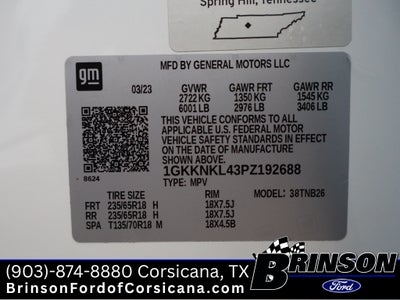 Spring Hill, Tennessee
gm
MFD BY GENERAL MOTORS LLC
03/23 GVWR GAWR FRT GAWR RR
2722 KG 1350 KG 1545 KG
6001 LB 2976 LB 3406 LB
THIS VEHICLE CONFORMS TO ALL
APPLICABLE U.S. FEDERAL MOTOR
VEHICLE SAFETY STANDARDS IN EFFECT
ON THE DATE OF MANUFACTURE
SHOWN ABOVE.
1GKKNKL43PZ192688
8624 TYPE: MPV MODEL: 38TNB26
TIRE SIZE RIM
FRT 235/65R18 H 18X7.5J
RR 235/65R18 H 18X7.5J
SPA T135/70R18 M 18X4.5B
(903)-874-8880 Corsicana, TX
BrinsonFordofCorsicana.com
BRINSON
Ford